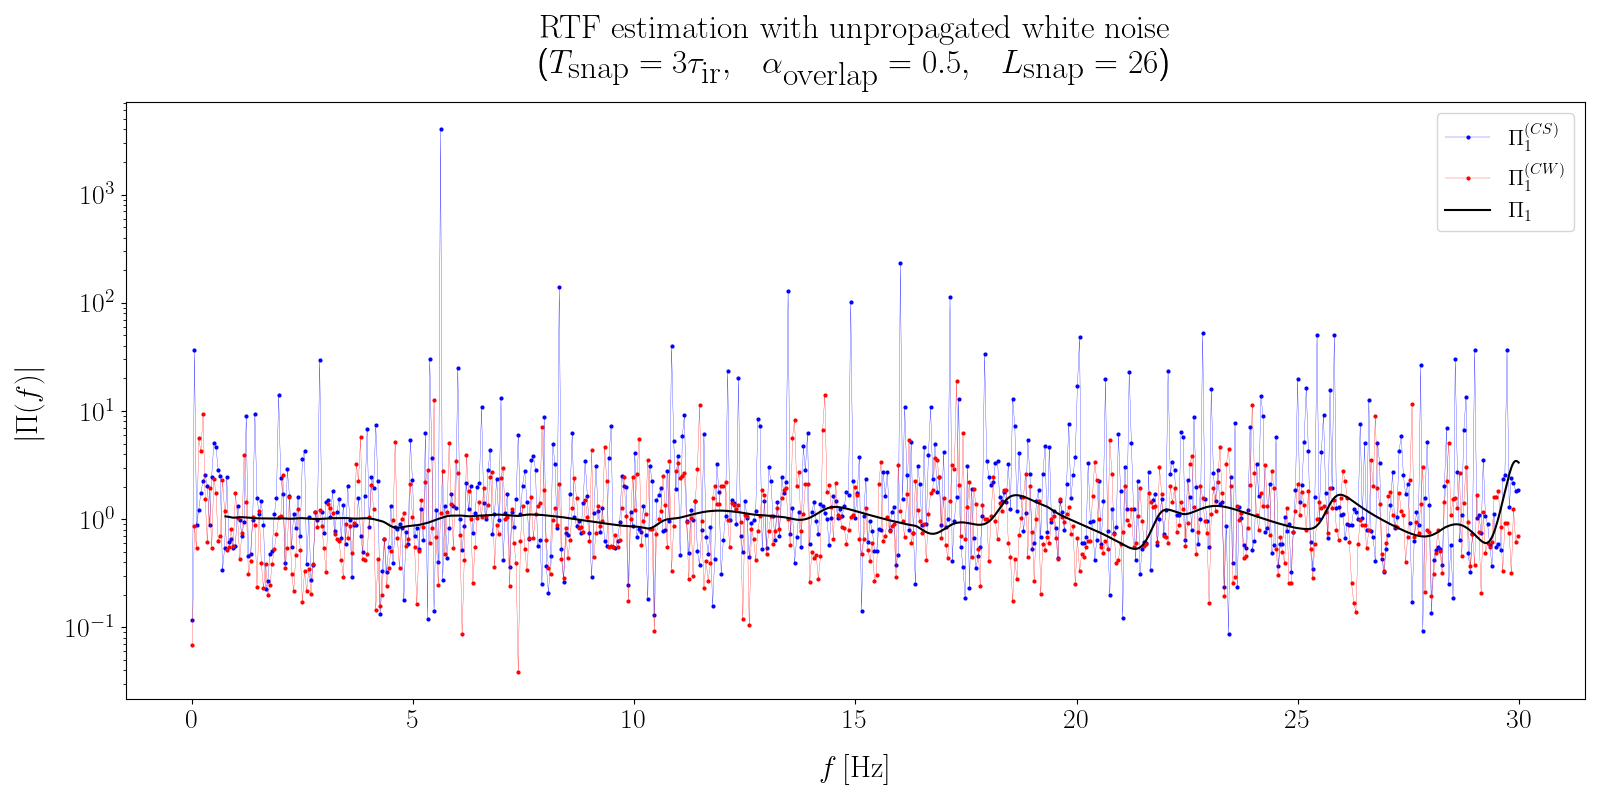 RTF estimation with unpropagated white noise
(T_snap = 3τ_ir, α_overlap = 0.5, L_snap = 26)
Π_1^(CS)
Π_1^(CW)
Π_1
|Π(f)|
10^3
10^2
10^1
10^0
10^−1
0 5 10 15 20 25 30
f [Hz]